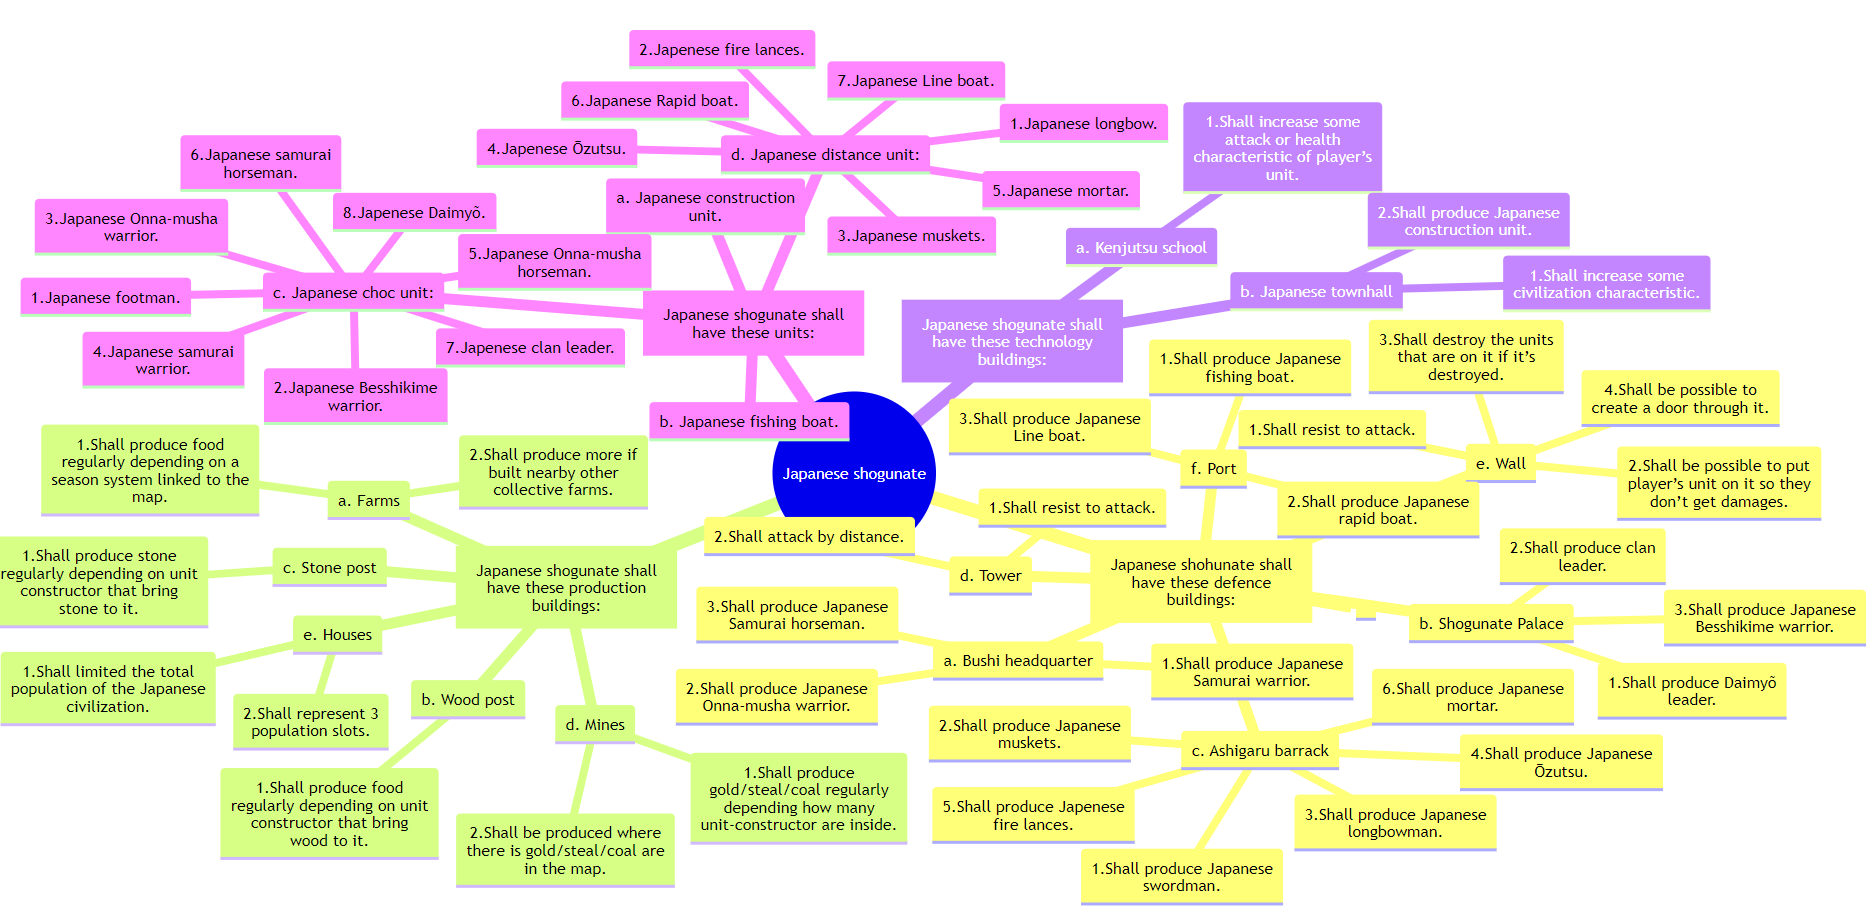 Japanese shogunate
Japanese shogunate shall
have these units:
a. Japanese construction
unit.
b. Japanese fishing boat.
c. Japanese choc unit:
1.Japanese footman.
2.Japanese Besshikime
warrior.
3.Japanese Onna-musha
warrior.
4.Japanese samurai
warrior.
5.Japanese Onna-musha
horseman.
6.Japanese samurai
horseman.
7.Japenese clan leader.
8.Japenese Daimyõ.
d. Japanese distance unit:
1.Japanese longbow.
2.Japenese fire lances.
3.Japanese muskets.
4.Japenese Ōzutsu.
5.Japanese mortar.
6.Japanese Rapid boat.
7.Japanese Line boat.
Japanese shogunate shall
have these technology
buildings:
a. Kenjutsu school
1.Shall increase some
attack or health
characteristic of player’s
unit.
b. Japanese townhall
1.Shall increase some
civilization characteristic.
2.Shall produce Japanese
construction unit.
Japanese shohunate shall
have these defence
buildings:
a. Bushi headquarter
1.Shall produce Japanese
Samurai warrior.
2.Shall produce Japanese
Onna-musha warrior.
3.Shall produce Japanese
Samurai horseman.
b. Shogunate Palace
1.Shall produce Daimyõ
leader.
2.Shall produce clan
leader.
3.Shall produce Japanese
Besshikime warrior.
c. Ashigaru barrack
1.Shall produce Japanese
swordman.
2.Shall produce Japanese
muskets.
3.Shall produce Japanese
longbowman.
4.Shall produce Japanese
Ōzutsu.
5.Shall produce Japenese
fire lances.
6.Shall produce Japanese
mortar.
d. Tower
1.Shall resist to attack.
2.Shall attack by distance.
e. Wall
1.Shall resist to attack.
2.Shall be possible to put
player’s unit on it so they
don’t get damages.
3.Shall destroy the units
that are on it if it’s
destroyed.
4.Shall be possible to
create a door through it.
f. Port
1.Shall produce Japanese
fishing boat.
2.Shall produce Japanese
rapid boat.
3.Shall produce Japanese
Line boat.
Japanese shogunate shall
have these production
buildings:
a. Farms
1.Shall produce food
regularly depending on a
season system linked to the
map.
2.Shall produce more if
built nearby other
collective farms.
b. Wood post
1.Shall produce food
regularly depending on unit
constructor that bring
wood to it.
c. Stone post
1.Shall produce stone
regularly depending on unit
constructor that bring
stone to it.
d. Mines
1.Shall produce
gold/steal/coal regularly
depending how many
unit-constructor are inside.
2.Shall be produced where
there is gold/steal/coal are
in the map.
e. Houses
1.Shall limited the total
population of the Japanese
civilization.
2.Shall represent 3
population slots.